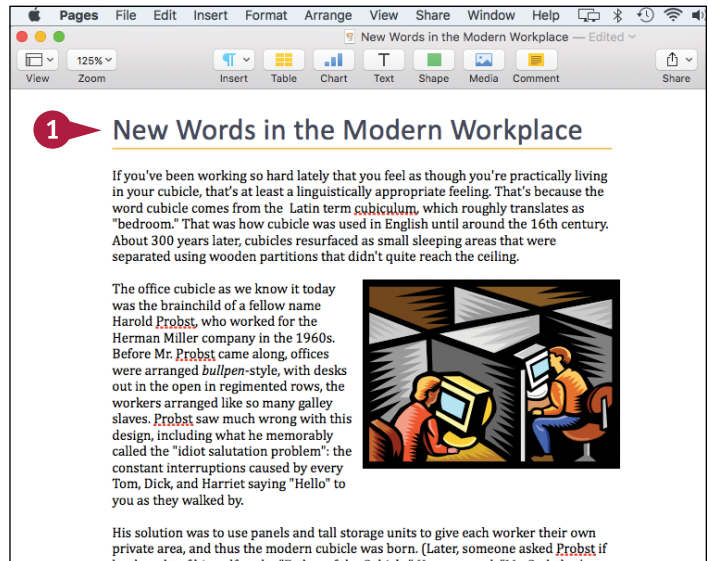 Pages File Edit Insert Format Arrange View Share Window Help
New Words in the Modern Workplace — Edited
125%
View Zoom Insert Table Chart Text Shape Media Comment Share
1
New Words in the Modern Workplace
If you've been working so hard lately that you feel as though you're practically living
in your cubicle, that's at least a linguistically appropriate feeling. That's because the
word cubicle comes from the Latin term cubiculum, which roughly translates as
"bedroom." That was how cubicle was used in English until around the 16th century.
About 300 years later, cubicles resurfaced as small sleeping areas that were
separated using wooden partitions that didn't quite reach the ceiling.
The office cubicle as we know it today
was the brainchild of a fellow name
Harold Probst, who worked for the
Herman Miller company in the 1960s.
Before Mr. Probst came along, offices
were arranged bullpen-style, with desks
out in the open in regimented rows, the
workers arranged like so many galley
slaves. Probst saw much wrong with this
design, including what he memorably
called the "idiot salutation problem": the
constant interruptions caused by every
Tom, Dick, and Harriet saying "Hello" to
you as they walked by.
His solution was to use panels and tall storage units to give each worker their own
private area, and thus the modern cubicle was born. (Later, someone asked Probst if